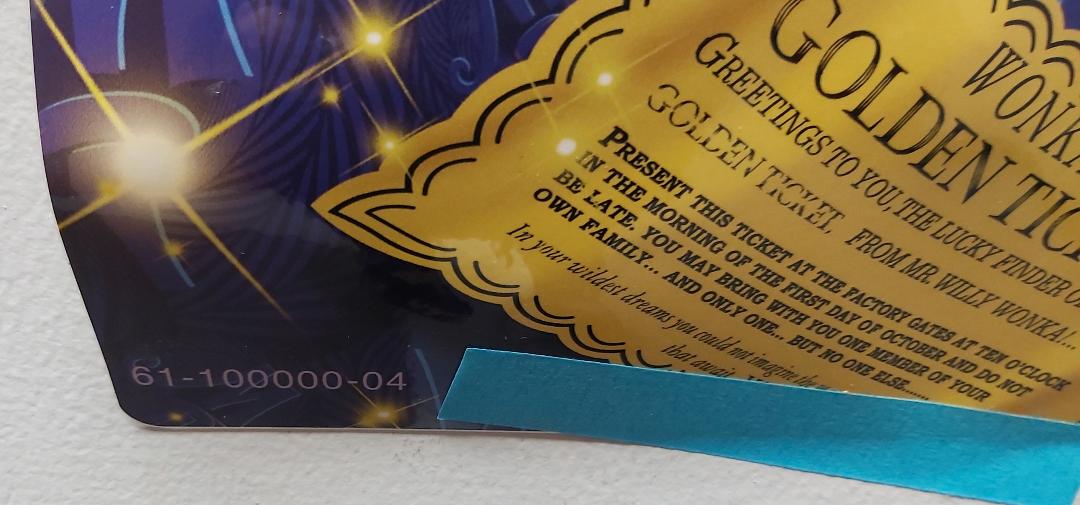 WONKA
GOLDEN TIC
GREETINGS TO YOU, THE LUCKY FINDER O
GOLDEN TICKET, FROM MR. WILLY WONKA!...
PRESENT THIS TICKET AT THE FACTORY GATES AT TEN O'CLOCK
IN THE MORNING OF THE FIRST DAY OF OCTOBER AND DO NOT
BE LATE. YOU MAY BRING WITH YOU ONE MEMBER OF YOUR
OWN FAMILY... AND ONLY ONE... BUT NO ONE ELSE.......
In your wildest dreams you could not imagine the
that await
61-100000-04